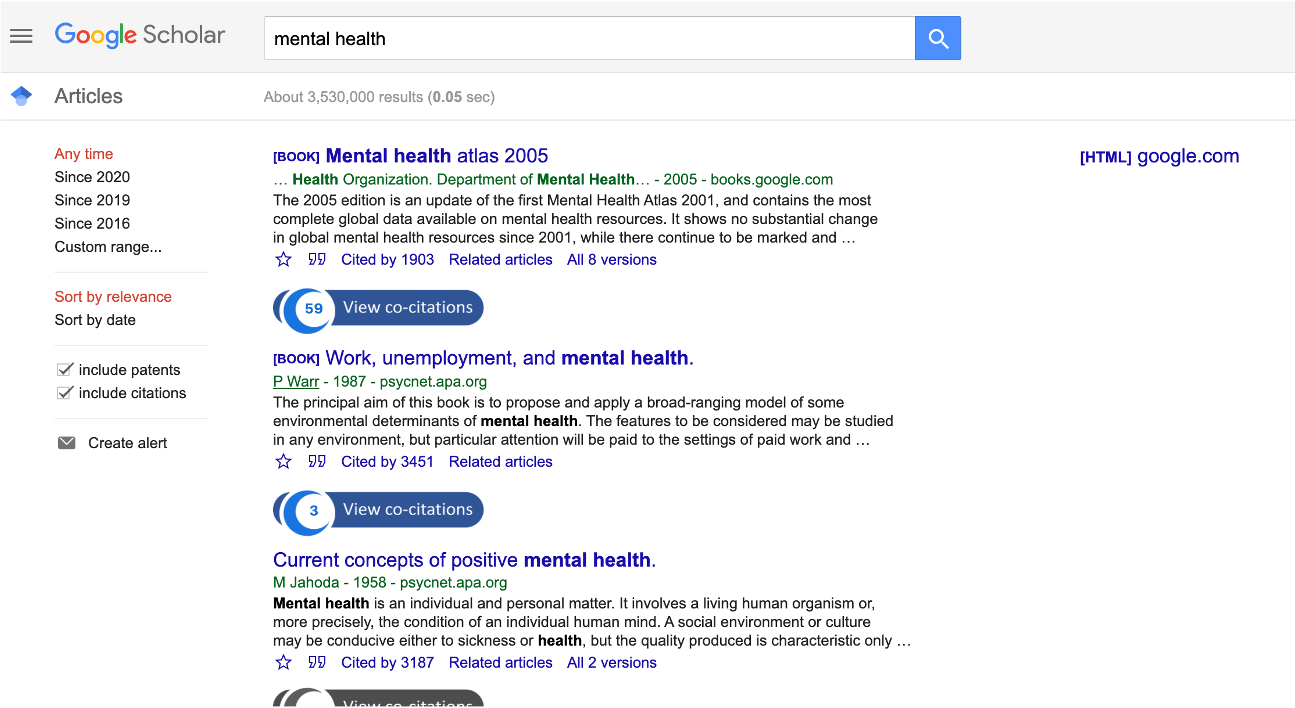 Google Scholar
mental health
Articles
About 3,530,000 results (0.05 sec)
Any time
Since 2020
Since 2019
Since 2016
Custom range...
Sort by relevance
Sort by date
include patents
include citations
Create alert
[BOOK] Mental health atlas 2005
… Health Organization. Department of Mental Health… - 2005 - books.google.com
The 2005 edition is an update of the first Mental Health Atlas 2001, and contains the most
complete global data available on mental health resources. It shows no substantial change
in global mental health resources since 2001, while there continue to be marked and …
Cited by 1903 Related articles All 8 versions
[HTML] google.com
59 View co-citations
[BOOK] Work, unemployment, and mental health.
P Warr - 1987 - psycnet.apa.org
The principal aim of this book is to propose and apply a broad-ranging model of some
environmental determinants of mental health. The features to be considered may be studied
in any environment, but particular attention will be paid to the settings of paid work and …
Cited by 3451 Related articles
3 View co-citations
Current concepts of positive mental health.
M Jahoda - 1958 - psycnet.apa.org
Mental health is an individual and personal matter. It involves a living human organism or,
more precisely, the condition of an individual human mind. A social environment or culture
may be conducive either to sickness or health, but the quality produced is characteristic only …
Cited by 3187 Related articles All 2 versions
View co-citations